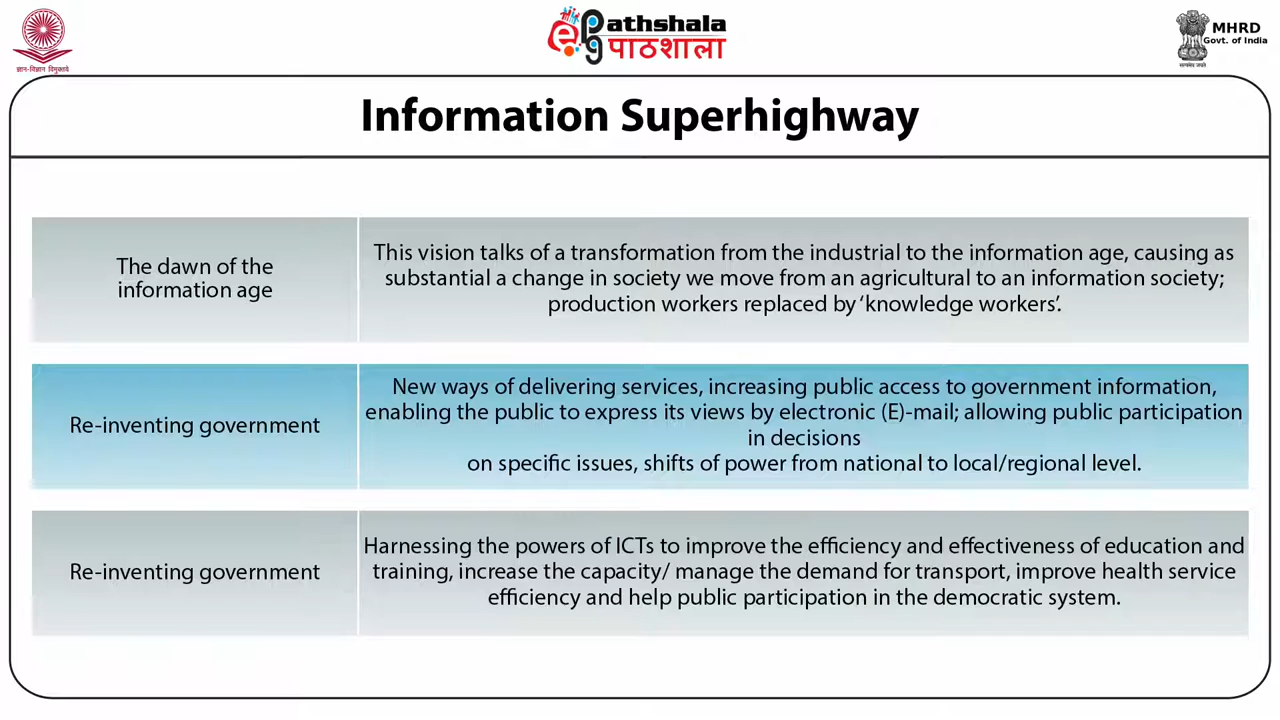 ज्ञान-विज्ञान विमुक्तये
ePathshala
पाठशाला
MHRD
Govt. of India
सत्यमेव जयते
Information Superhighway
The dawn of the
information age
This vision talks of a transformation from the industrial to the information age, causing as
substantial a change in society we move from an agricultural to an information society;
production workers replaced by ‘knowledge workers’.
Re-inventing government
New ways of delivering services, increasing public access to government information,
enabling the public to express its views by electronic (E)-mail; allowing public participation
in decisions
on specific issues, shifts of power from national to local/regional level.
Re-inventing government
Harnessing the powers of ICTs to improve the efficiency and effectiveness of education and
training, increase the capacity/ manage the demand for transport, improve health service
efficiency and help public participation in the democratic system.